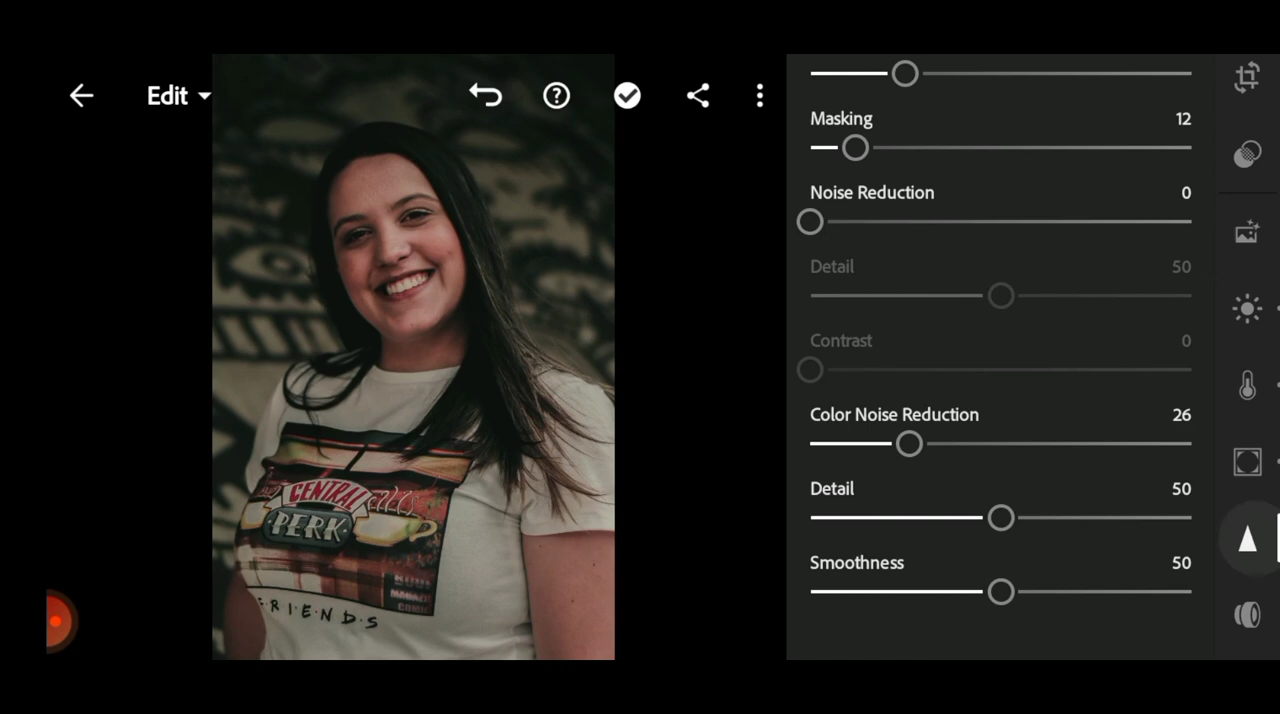 Edit
Masking 12
Noise Reduction 0
Detail 50
Contrast 0
Color Noise Reduction 26
Detail 50
Smoothness 50
CENTRAL
PERK
F·R·I·E·N·D·S